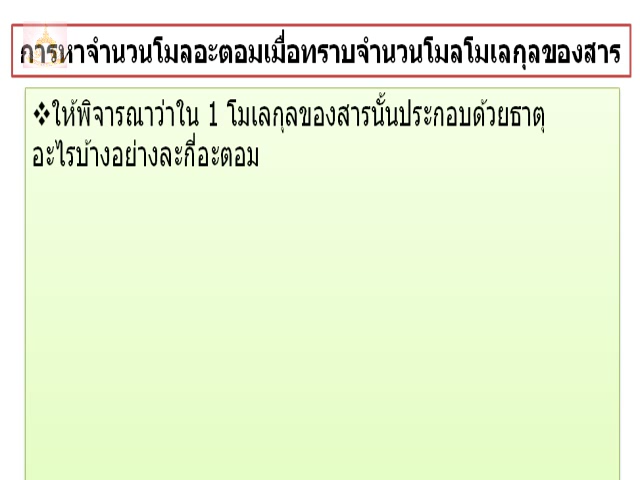 การหาจำนวนโมลอะตอมเมื่อทราบจำนวนโมลโมเลกุลของสาร
❖ให้พิจารณาว่าใน 1 โมเลกุลของสารนั้นประกอบด้วยธาตุ
อะไรบ้างอย่างละกี่อะตอม